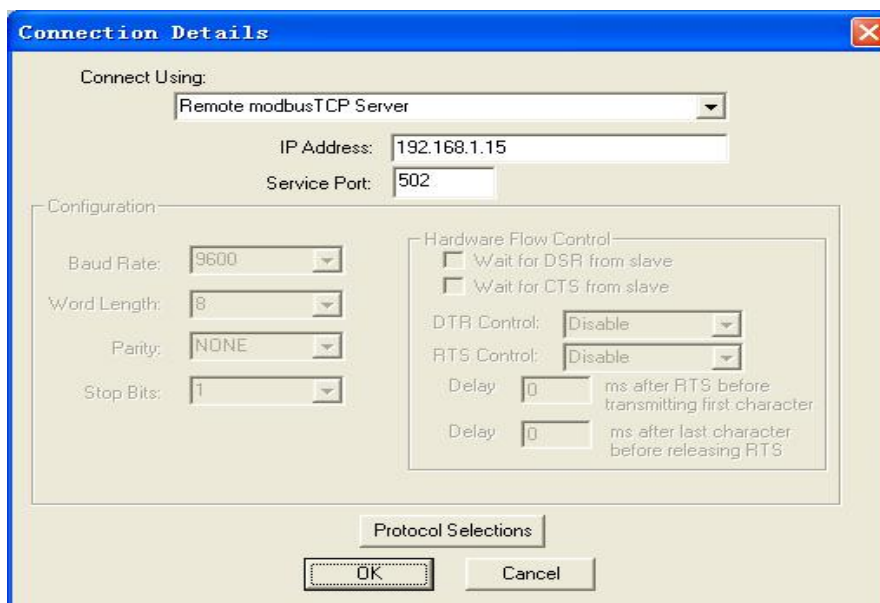 Connection Details
Connect Using:
Remote modbusTCP Server
IP Address: 192.168.1.15
Service Port: 502
Configuration
Baud Rate: 9600
Word Length: 8
Parity: NONE
Stop Bits: 1
Hardware Flow Control
Wait for DSR from slave
Wait for CTS from slave
DTR Control: Disable
RTS Control: Disable
Delay 0 ms after RTS before
transmitting first character
Delay 0 ms after last character
before releasing RTS
Protocol Selections
OK Cancel